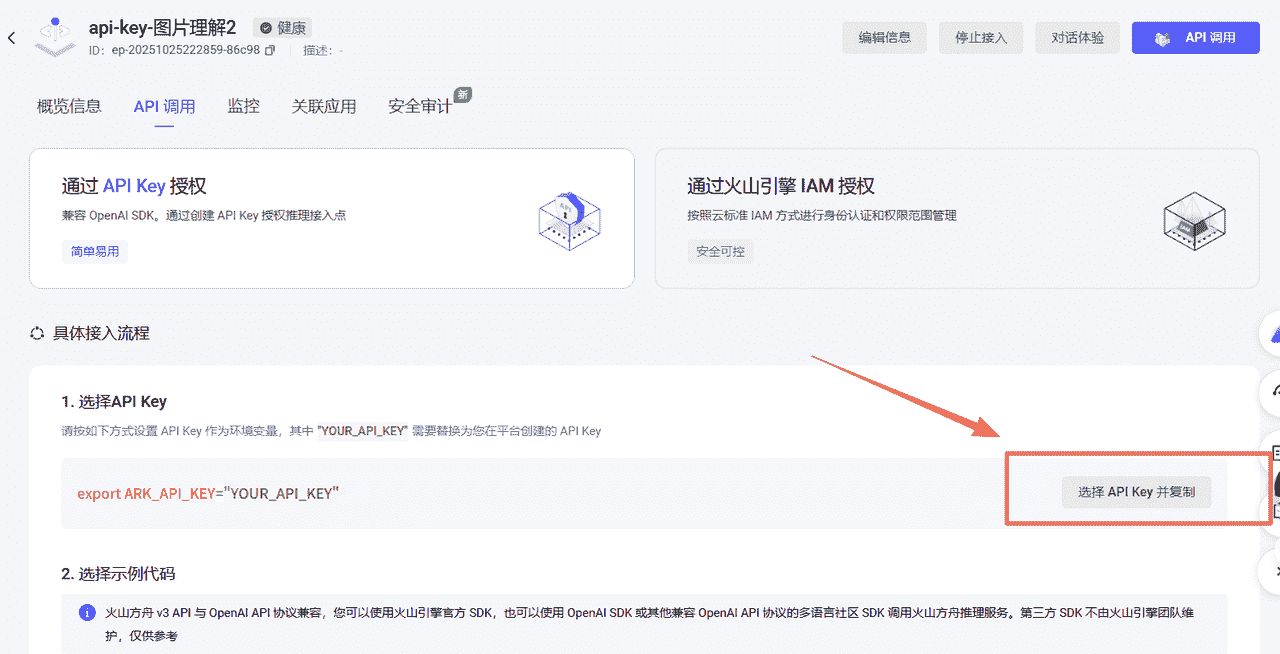 api-key-图片理解2 健康
ID: ep-20251025222859-86c98 描述: -
编辑信息 停止接入 对话体验 API 调用
概览信息 API 调用 监控 关联应用 安全审计 新
通过 API Key 授权
兼容 OpenAI SDK。通过创建 API Key 授权推理接入点
简单易用
API
通过火山引擎 IAM 授权
按照云标准 IAM 方式进行身份认证和权限范围管理
安全可控
IAM
具体接入流程
1. 选择API Key
请按如下方式设置 API Key 作为环境变量，其中 "YOUR_API_KEY" 需要替换为您在平台创建的 API Key
export ARK_API_KEY="YOUR_API_KEY"
选择 API Key 并复制
2. 选择示例代码
火山方舟 v3 API 与 OpenAI API 协议兼容，您可以使用火山引擎官方 SDK，也可以使用 OpenAI SDK 或其他兼容 OpenAI API 协议的多语言社区 SDK 调用火山方舟推理服务。第三方 SDK 不由火山引擎团队维
护，仅供参考